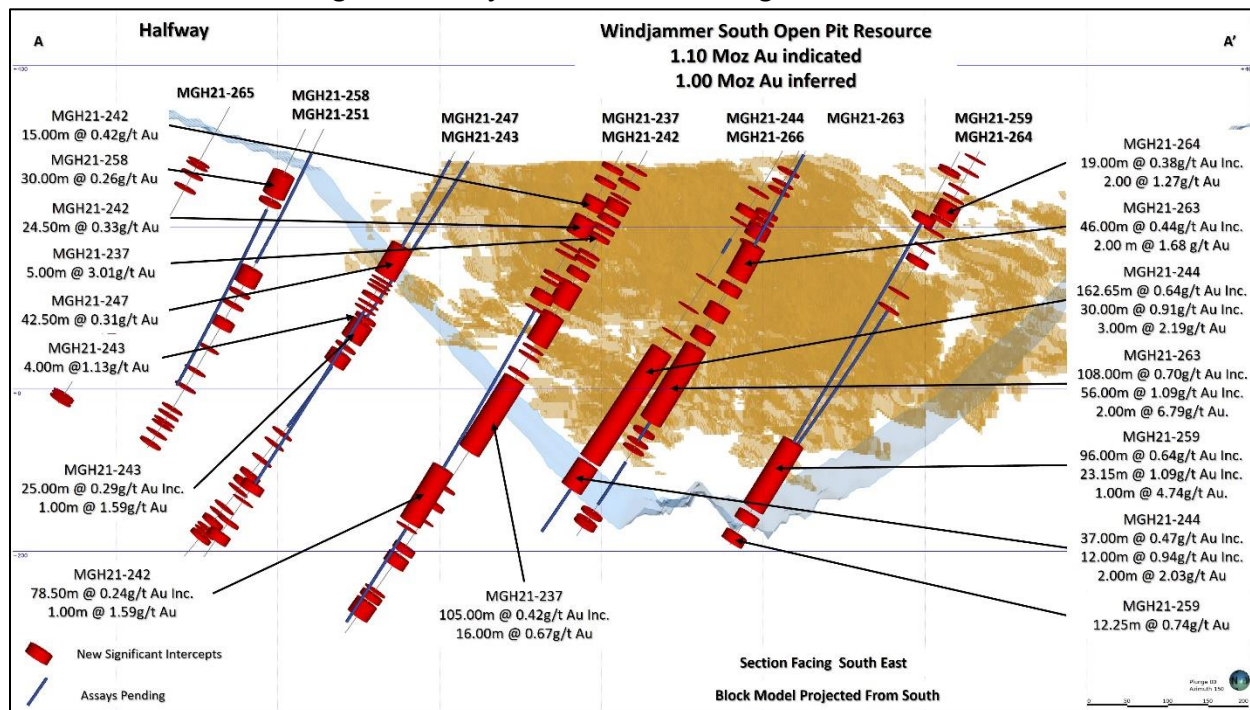 A
Halfway
Windjammer South Open Pit Resource
1.10 Moz Au indicated
1.00 Moz Au inferred
A'
+400
MGH21-265
MGH21-258
MGH21-251
MGH21-247
MGH21-243
MGH21-237
MGH21-242
MGH21-244
MGH21-266
MGH21-263
MGH21-259
MGH21-264
MGH21-242
15.00m @ 0.42g/t Au
MGH21-258
30.00m @ 0.26g/t Au
MGH21-242
24.50m @ 0.33g/t Au
MGH21-237
5.00m @ 3.01g/t Au
MGH21-247
42.50m @ 0.31g/t Au
MGH21-243
4.00m @1.13g/t Au
+0
MGH21-243
25.00m @ 0.29g/t Au Inc.
1.00m @ 1.59g/t Au
-200
MGH21-242
78.50m @ 0.24g/t Au Inc.
1.00m @ 1.59g/t Au
MGH21-237
105.00m @ 0.42g/t Au Inc.
16.00m @ 0.67g/t Au
MGH21-264
19.00m @ 0.38g/t Au Inc.
2.00 @ 1.27g/t Au
MGH21-263
46.00m @ 0.44g/t Au Inc.
2.00 m @ 1.68 g/t Au
MGH21-244
162.65m @ 0.64g/t Au Inc.
30.00m @ 0.91g/t Au Inc.
3.00m @ 2.19g/t Au
MGH21-263
108.00m @ 0.70g/t Au Inc.
56.00m @ 1.09g/t Au Inc.
2.00m @ 6.79g/t Au.
MGH21-259
96.00m @ 0.64g/t Au Inc.
23.15m @ 1.09g/t Au Inc.
1.00m @ 4.74g/t Au.
MGH21-244
37.00m @ 0.47g/t Au Inc.
12.00m @ 0.94g/t Au Inc.
2.00m @ 2.03g/t Au
MGH21-259
12.25m @ 0.74g/t Au
New Significant Intercepts
Assays Pending
Section Facing South East
Block Model Projected From South
Plunge 03
Azimuth 150
0 50 100 150 200